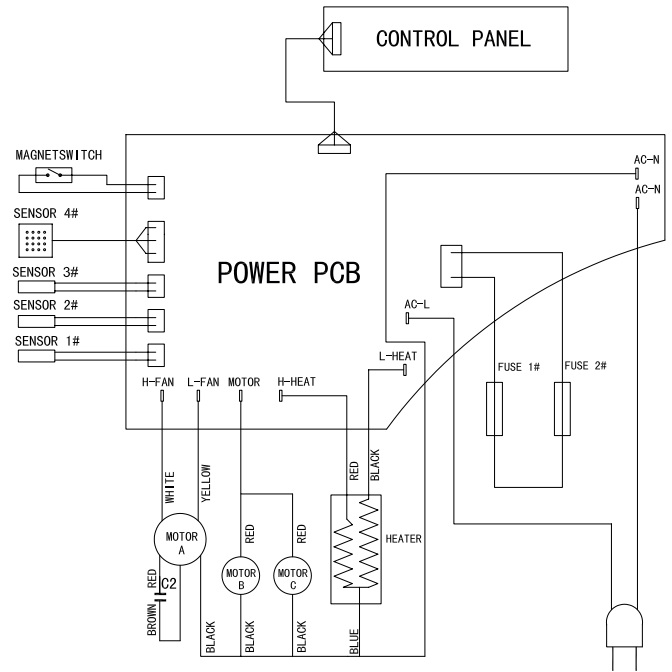 CONTROL PANEL
MAGNETSWITCH
AC-N
AC-N
SENSOR 4#
SENSOR 3#
POWER PCB
SENSOR 2#
AC-L
SENSOR 1#
L-HEAT
FUSE 1#
FUSE 2#
H-FAN
L-FAN
MOTOR
H-HEAT
WHITE
YELLOW
RED
BLACK
MOTOR
A
RED
RED
HEATER
MOTOR
B
MOTOR
C
RED
C2
BROWN
BLACK
BLACK
BLACK
BLUE